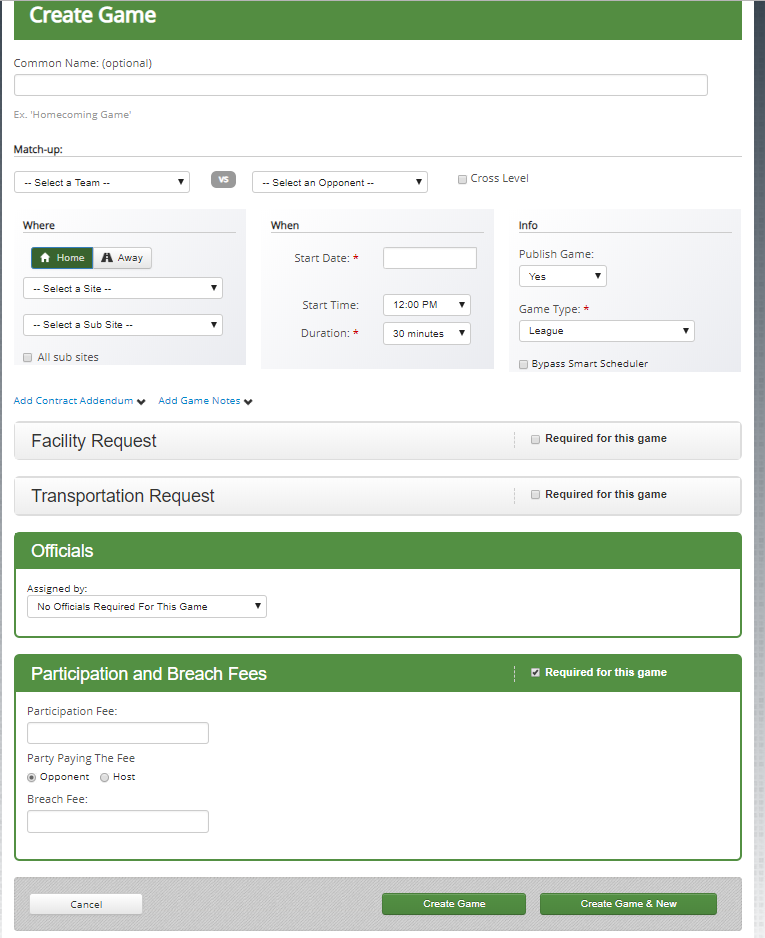 Create Game
Common Name: (optional)
Ex. 'Homecoming Game'
Match-up:
-- Select a Team -- VS -- Select an Opponent -- Cross Level
Where When Info
Home Away Start Date: * Publish Game:
-- Select a Site -- Yes
-- Select a Sub Site -- Start Time: 12:00 PM Game Type: *
Duration: * 30 minutes League
All sub sites Bypass Smart Scheduler
Add Contract Addendum Add Game Notes
Facility Request Required for this game
Transportation Request Required for this game
Officials
Assigned by:
No Officials Required For This Game
Participation and Breach Fees Required for this game
Participation Fee:
Party Paying The Fee
Opponent Host
Breach Fee:
Cancel Create Game Create Game & New